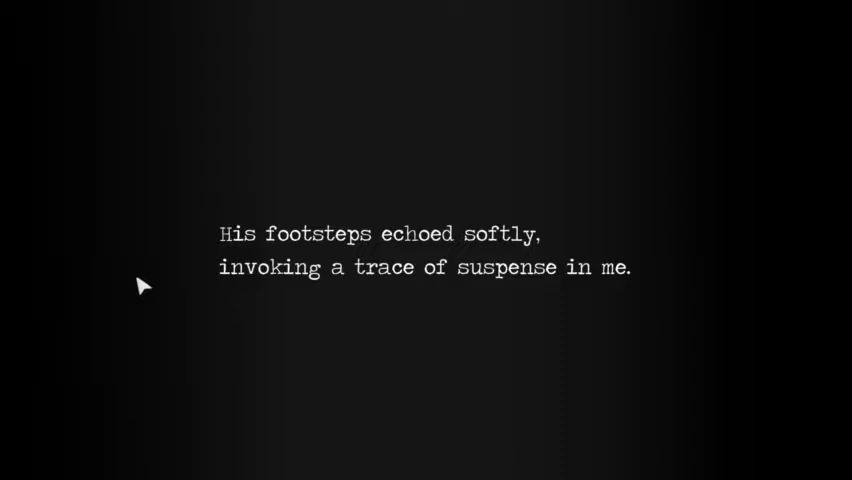 His footsteps echoed softly,
invoking a trace of suspense in me.